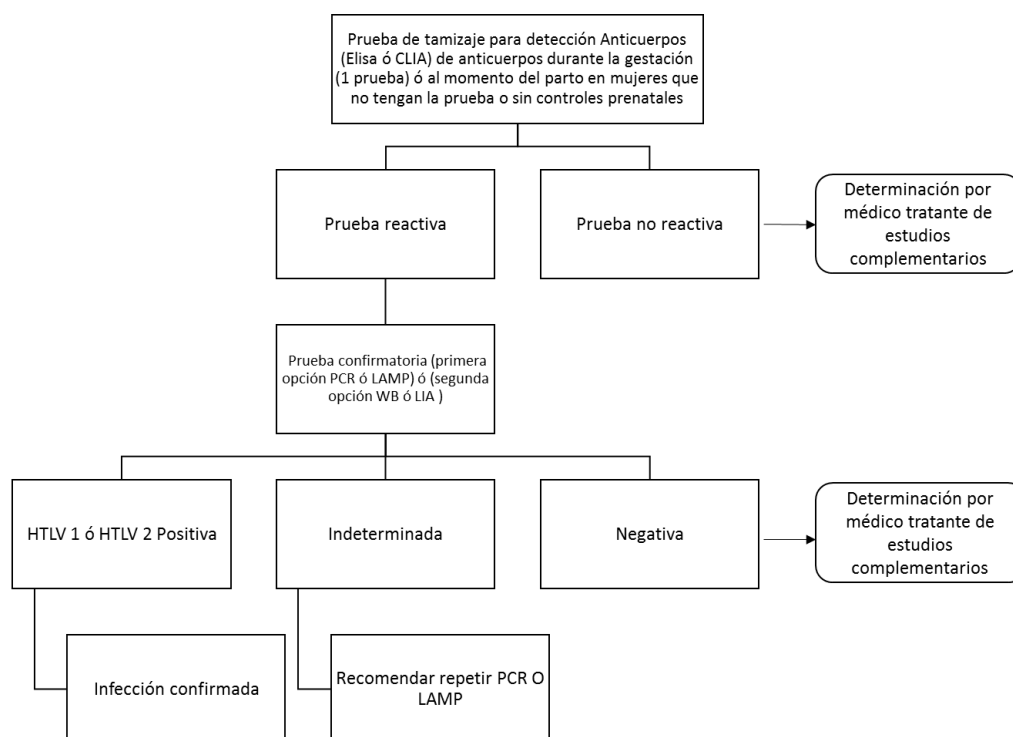 Prueba de tamizaje para detección Anticuerpos
(Elisa ó CLIA) de anticuerpos durante la gestación
(1 prueba) ó al momento del parto en mujeres que
no tengan la prueba o sin controles prenatales
Prueba reactiva
Prueba no reactiva
Determinación por
médico tratante de
estudios
complementarios
Prueba confirmatoria (primera
opción PCR ó LAMP) ó (segunda
opción WB ó LIA )
HTLV 1 ó HTLV 2 Positiva
Indeterminada
Negativa
Determinación por
médico tratante de
estudios
complementarios
Infección confirmada
Recomendar repetir PCR O
LAMP